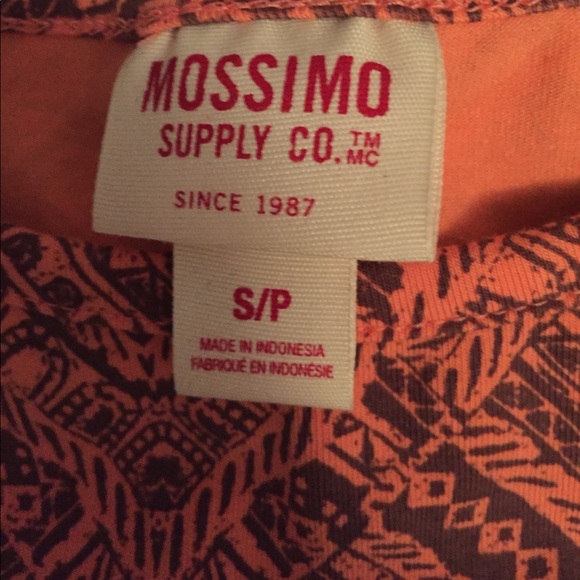 MOSSIMO
SUPPLY CO.™ MC
SINCE 1987
S/P
MADE IN INDONESIA
FABRIQUÉ EN INDONÉSIE